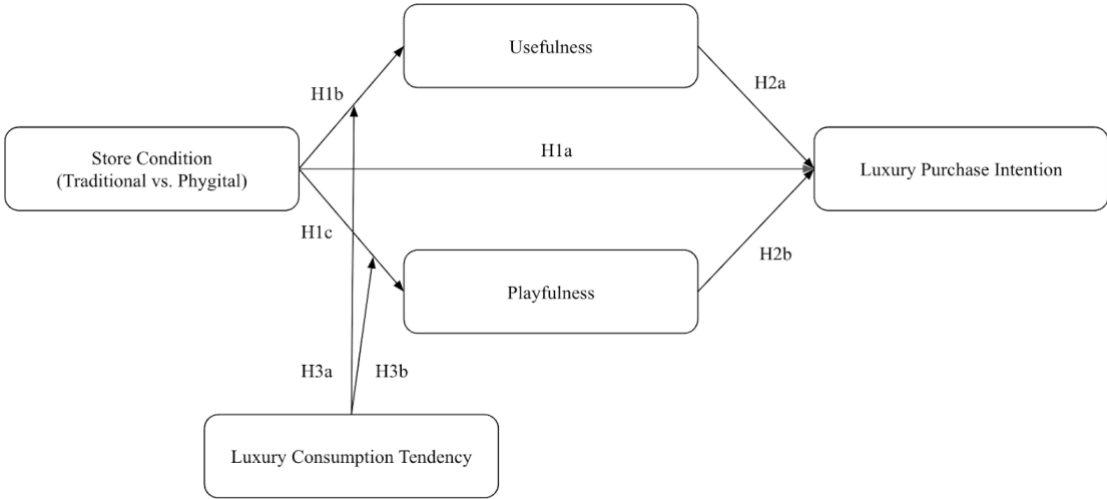 Usefulness
H1b
H2a
Store Condition
(Traditional vs. Phygital)
H1a
Luxury Purchase Intention
H1c
H2b
Playfulness
H3a
H3b
Luxury Consumption Tendency